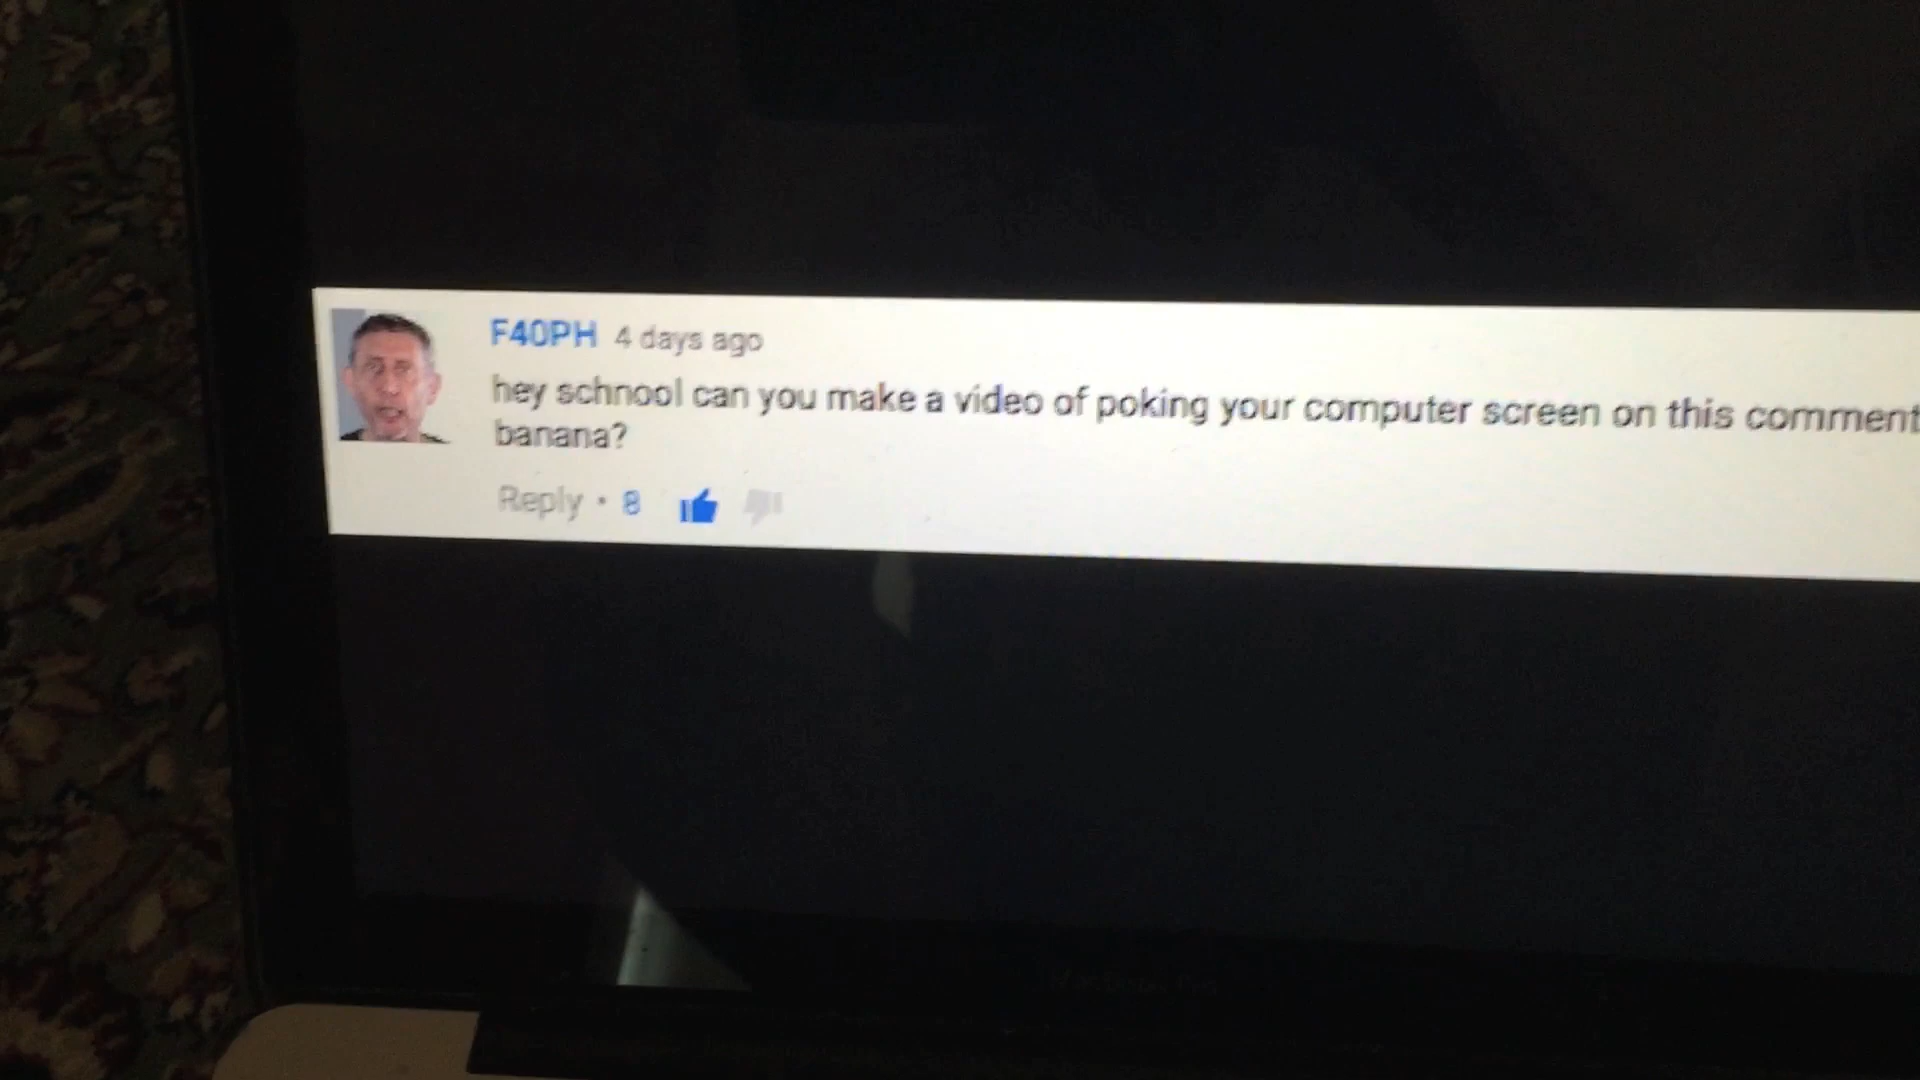 F40PH 4 days ago
hey schnool can you make a video of poking your computer screen on this comment
banana?
Reply • 8